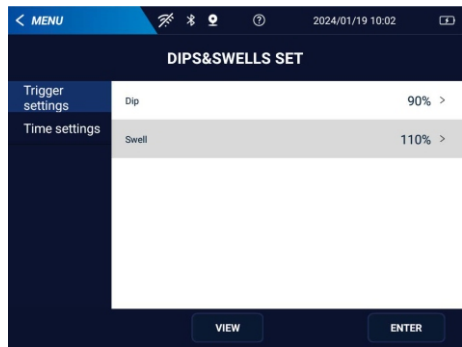 < MENU 2024/01/19 10:02
DIPS&SWELLS SET
Trigger
settings
Dip 90% >
Time settings
Swell 110% >
VIEW ENTER